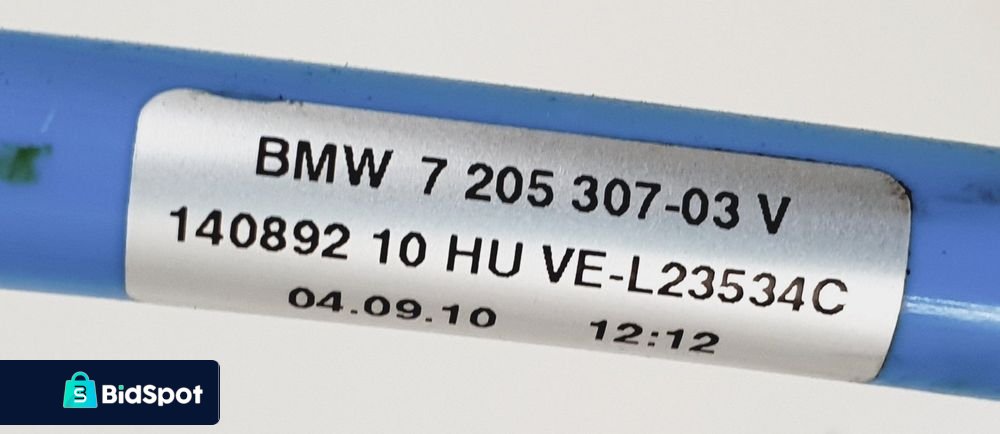 BMW 7 205 307-03 V
140892 10 HU VE-L23534C
04.09.10 12:12
BidSpot